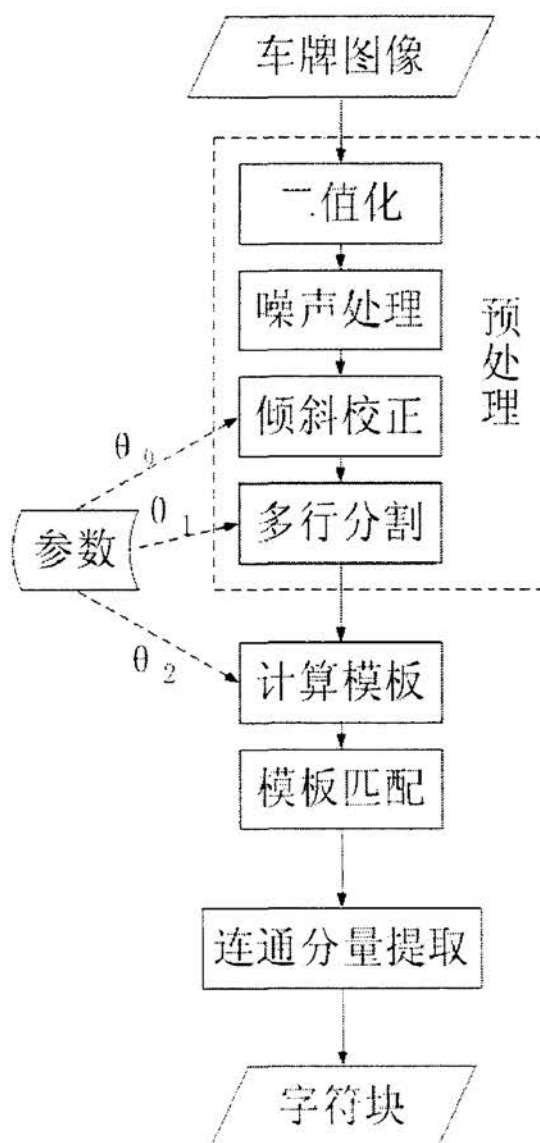 车牌图像
二值化
噪声处理
预处理
倾斜校正
θ 0
θ 1
多行分割
参数
θ 2
计算模板
模板匹配
连通分量提取
字符块